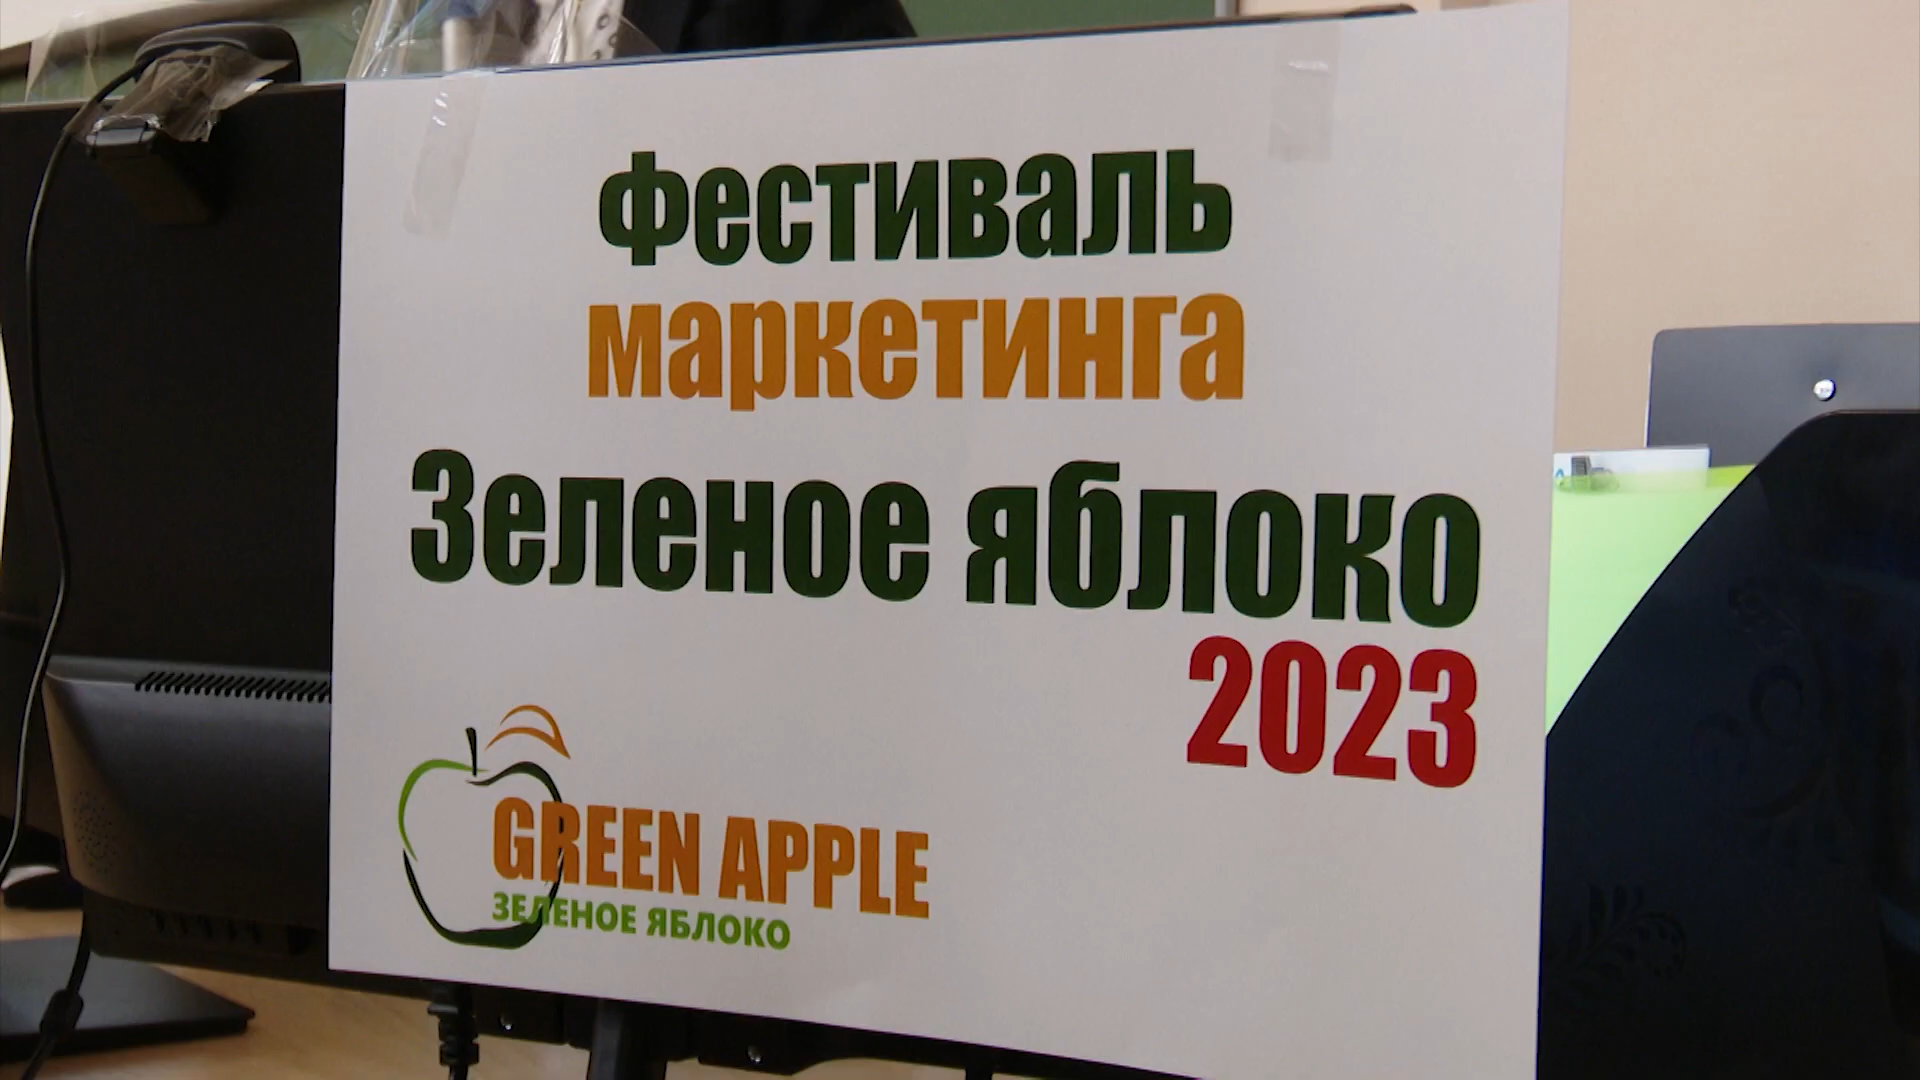 Фестиваль
маркетинга
Зеленое яблоко
2023
GREEN APPLE
ЗЕЛЕНОЕ ЯБЛОКО